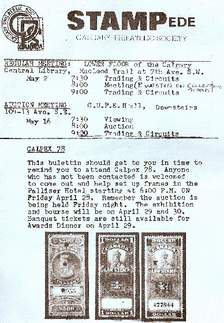 STAMPEDE
CALGARY PHILATELIC SOCIETY
REGULAR MEETING: LOWER FLOOR of the Calgary
Central Library, Macleod Trail at 7th Ave. S.E.
May 2 7:30 Trading & Circuits
8:00 Meeting
AUCTION MEETING C.U.P.E. Hall, Downstairs
13 Ave. S.E.
May 16 7:30 Viewing
8:00 Auction
9:30 Trading & Circuits
CALPEX 78
This bulletin should get to you in time to
remind you to attend Calpex 78. Anyone
who has not been contacted is welcomed
to come out and help set up frames in the
Palliser Hotel starting at 6:00 P.M. ON
Friday April 28. Remember the auction is
being held Friday night. The exhibition
and bourse will be on April 29 and 30.
Banquet tickets are still available for
Awards Dinner on April 29.